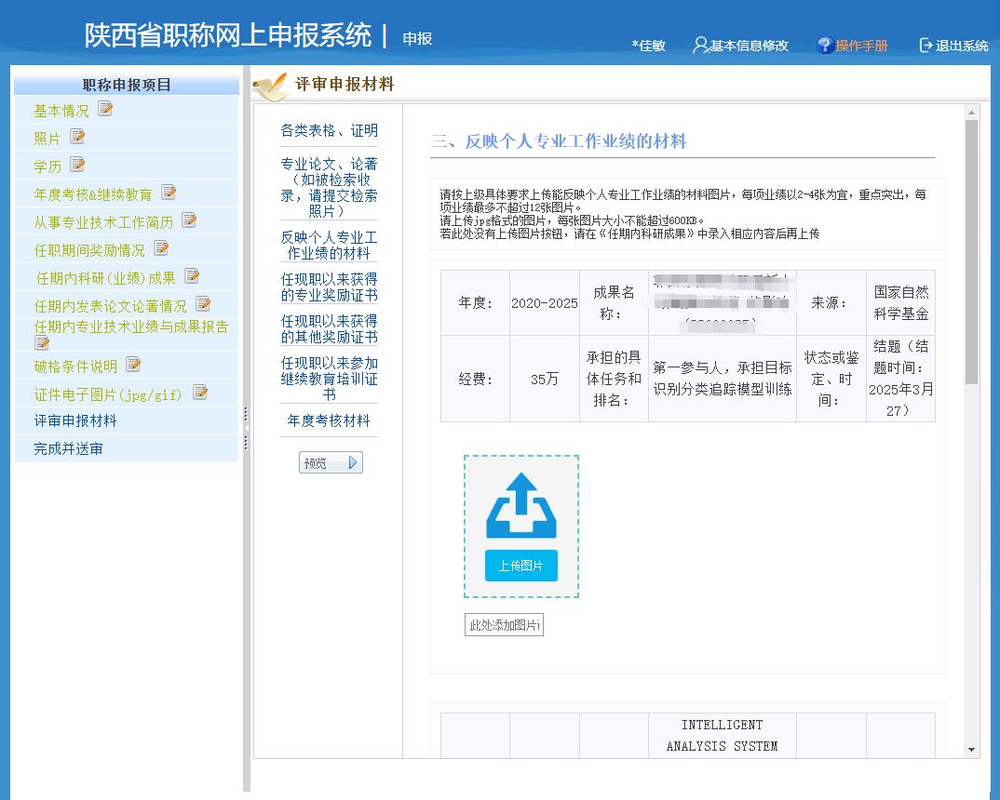 陕西省职称网上申报系统 | 申报
*佳敏
基本信息修改
操作手册
退出系统
职称申报项目
基本情况
照片
学历
年度考核&继续教育
从事专业技术工作简历
任职期间奖励情况
任期内科研(业绩)成果
任期内发表论文论著情况
任期内专业技术业绩与成果报告
破格条件说明
证件电子图片(jpg/gif)
评审申报材料
完成并送审
评审申报材料
各类表格、证明
专业论文、论著
（如被检索收
录，请提交检索
照片）
反映个人专业工
作业绩的材料
任现职以来获得
的专业奖励证书
任现职以来获得
的其他奖励证书
任现职以来参加
继续教育培训证
书
年度考核材料
预览
三、反映个人专业工作业绩的材料
请按上级具体要求上传能反映个人专业工作业绩的材料图片，每项业绩以2-4张为宜，重点突出，每
项业绩最多不超过12张图片。
请上传jpg格式的图片，每张图片大小不能超过600KB。
若此处没有上传图片按钮，请在《任期内科研成果》中录入相应内容后再上传
年度：
2020-2025
成果名
称：
来源：
国家自然
科学基金
经费：
35万
承担的具
体任务和
排名：
第一参与人，承担目标
识别分类追踪模型训练
状态或鉴
定、时
间：
结题（结
题时间：
2025年3月
27）
上传图片
此处添加图片i
INTELLIGENT
ANALYSIS SYSTEM